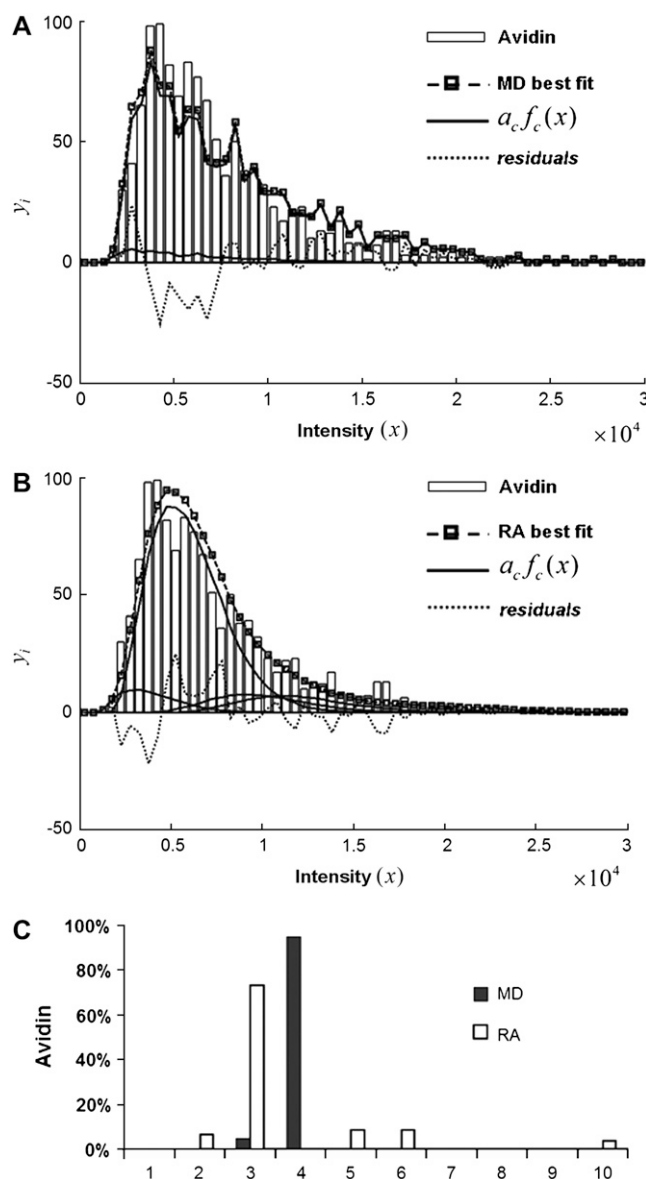 A
100
50
0
-50
y_i
0
0.5
1
1.5
2
2.5
3
×10^4
Intensity (x)
Avidin
MD best fit
a_c f_c(x)
residuals
B
100
50
0
-50
y_i
0
0.5
1
1.5
2
2.5
3
×10^4
Intensity (x)
Avidin
RA best fit
a_c f_c(x)
residuals
C
100%
80%
60%
40%
20%
0%
Avidin
MD
RA
1 2 3 4 5 6 7 8 9 10